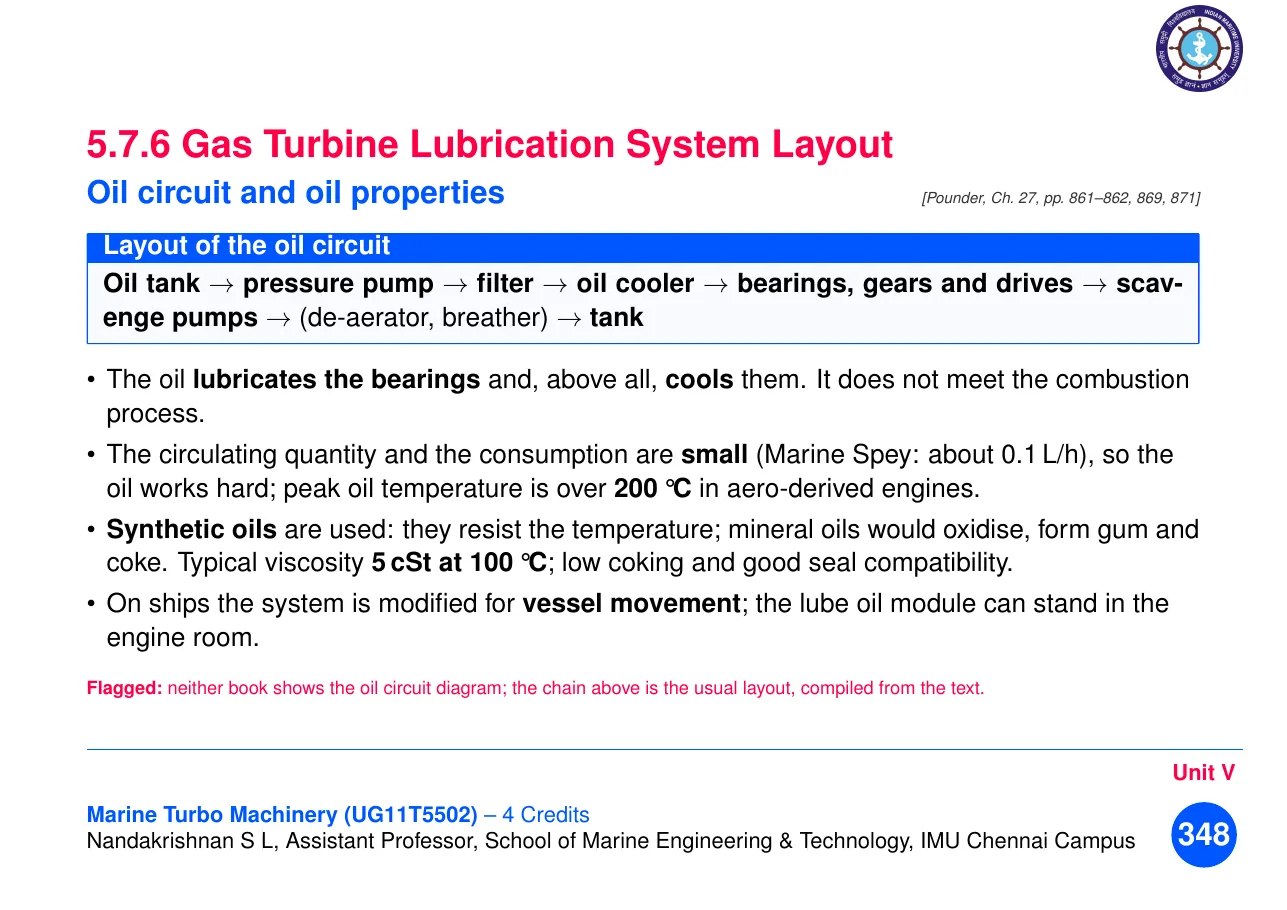 INDIAN MARITIME UNIVERSITY
5.7.6 Gas Turbine Lubrication System Layout
Oil circuit and oil properties
[Pounder, Ch. 27, pp. 861–862, 869, 871]
Layout of the oil circuit
Oil tank → pressure pump → filter → oil cooler → bearings, gears and drives → scav-
enge pumps → (de-aerator, breather) → tank
• The oil lubricates the bearings and, above all, cools them. It does not meet the combustion
process.
• The circulating quantity and the consumption are small (Marine Spey: about 0.1 L/h), so the
oil works hard; peak oil temperature is over 200 °C in aero-derived engines.
• Synthetic oils are used: they resist the temperature; mineral oils would oxidise, form gum and
coke. Typical viscosity 5 cSt at 100 °C; low coking and good seal compatibility.
• On ships the system is modified for vessel movement; the lube oil module can stand in the
engine room.
Flagged: neither book shows the oil circuit diagram; the chain above is the usual layout, compiled from the text.
Unit V
Marine Turbo Machinery (UG11T5502) – 4 Credits
Nandakrishnan S L, Assistant Professor, School of Marine Engineering & Technology, IMU Chennai Campus
348